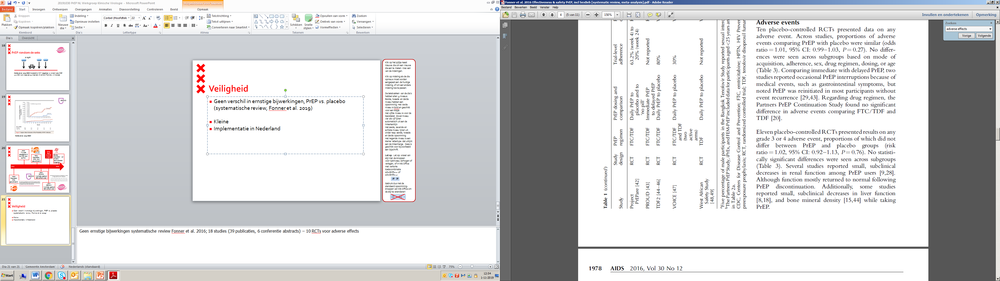 20191030 PrEP NL Werkgroep Klinische Virologie - Microsoft PowerPoint
Hulpmiddelen voor tekenen
Bestand Start Invoegen Ontwerpen Overgangen Animaties Diavoorstelling Controleren Beeld Opmaak
Plakken
Knippen
Kopiëren
Opmaak kopiëren/plakken
Klembord
Nieuwe dia
Indeling
Opnieuw instellen
Sectie
Dia's
Corbel (Hoofdtek 22
Lettertype
Tekstrichting
Tekst uitlijnen
Converteren naar SmartArt
Alinea
Schikken
Snelle stijlen
Opvullen van vorm
Omtrek van vorm
Vormeffecten
Tekenen
Zoeken
Vervangen
Selecteren
Bewerken
Dia's Overzicht
18
PrEP rondom de seks
2-24H
19
PROUD
20
21
Veiligheid
Geen verschil in ernstige bijwerkingen, PrEP vs. placebo
(systematische review, Fonner et al. 2019)
Kleine
Implementatie in Nederland
Veiligheid
Geen verschil in ernstige bijwerkingen, PrEP vs. placebo
(systematische review, Fonner et al. 2019)
Kleine
Implementatie in Nederland
Klik op het pijltje naast
Nieuwe dia om een nieuwe
dia aan te maken. Kies een
van de indelingen.
Klik op indeling als de dia
opnieuw moet worden
aangepast aan de huidige
indeling, of om een andere
indeling toe te passen.
De tekstvakken van de dia's
hebben allen 9 niveaus.
Eerste, tweede en derde
niveau hebben een
opsomming. Het vierde
niveau is bold en geschikt
voor een kopje.
Het vijfde niveau is voor de
basistekst. Zowel niveau
vier als vijf lijnen
automatisch uit aan de
linkerkantlijn.
Het zesde, zevende en
achtste niveau lijnen uit
onder resp. eerste, tweede
en derde opsomming.
Het negende niveau is een
kleiner lettertype dat uitlijnt
aan de linkermarge. Deze is
geschikt voor bijvoorbeeld
een bijschrift.
Let op: Let op: wissel van
stijl met de knoppen
voor lijstniveau verhogen of
verlagen, of in MS Office
met verkorte
toetscombinatie
Alt+Shift+← of
Alt+Shift+→
Gebruik dus niet de
standaard opsomming-
knoppen van MS Office om
de stijl te veranderen!
Geen ernstige bijwerkingen systematische review Fonner et al. 2016; 18 studies (39 publicaties, 6 conferentie abstracts) – 10 RCTs voor adverse effects
Dia 21 van 21 'Gemeente Amsterdam' Nederlands (standaard) 75%
Start
12:54
1-11-2019
Fonner et al. 2016 Effectiveness & safety PrEP, incl SexBeh [systematic review, meta-analysis].pdf - Adobe Reader
Bestand Bewerken Beeld Venster Help
4 (5 van 11) 150%
Invullen en ondertekenen Opmerking
Zoeken
adverse effects
Vorige Volgende
Table 1 (continued)
Study Study design PrEP regimen PrEP dosing and comparison Trial-level adherence
Project PrEPare [42] RCT FTC/TDF Daily PrEP to placebo and to 'no pill' 63.2% (week 4) to 20% (week 24)
PROUD [43] RCT FTC/TDF Immediate PrEP to delayed PrEP Not reported
TDF2 [44–46] RCT FTC/TDF Daily PrEP to placebo 80%
VOICE [47] RCT FTC/TDF and TDF (two active arms) Daily PrEP to placebo 30%
West African Safety Study [48,49] RCT TDF Daily PrEP to placebo Not reported
aFive percentage of male participants in the Bangkok Tenofovir Study reported sexual
bThe Partners PrEP Study, iPrEx, and FEM-PrEP included data for participants aged <25 years
in Table 2a.
CDC, Centers for Disease Control and Prevention; FTC, emtricitabine; HPTN, HIV
preexposure prophylaxis; RCT, randomized controlled trial; TDF, tenofovir disoproxil
Adverse events
Ten placebo-controlled RCTs presented data on any
adverse event. Across studies, proportions of adverse
events comparing PrEP with placebo were similar (odds
ratio = 1.01, 95% CI: 0.99–1.03, P = 0.27). No differ-
ences were seen across subgroups based on mode of
acquisition, adherence, sex, drug regimen, dosing, or age
(Table 3). Comparing immediate with delayed PrEP, two
studies reported occasional PrEP interruptions because of
medical events, such as gastrointestinal symptoms, but
noted PrEP was reinitiated in most participants without
event recurrence [29,43]. Regarding drug regimen, the
Partners PrEP Continuation Study found no significant
difference in adverse events comparing FTC/TDF and
TDF [20].
Eleven placebo-controlled RCTs presented results on any
grade 3 or 4 adverse event, proportions of which did not
differ between PrEP and placebo groups (risk
ratio = 1.02, 95% CI: 0.92–1.13, P = 0.76). No statisti-
cally significant differences were seen across subgroups
(Table 3). Several studies reported small, subclinical
decreases in renal function among PrEP users [9,28].
Although function mostly returned to normal following
PrEP discontinuation. Additionally, some studies
reported small, subclinical decreases in liver function
[8,18], and bone mineral density [15,44] while taking
PrEP.
1978 AIDS 2016, Vol 30 No 12